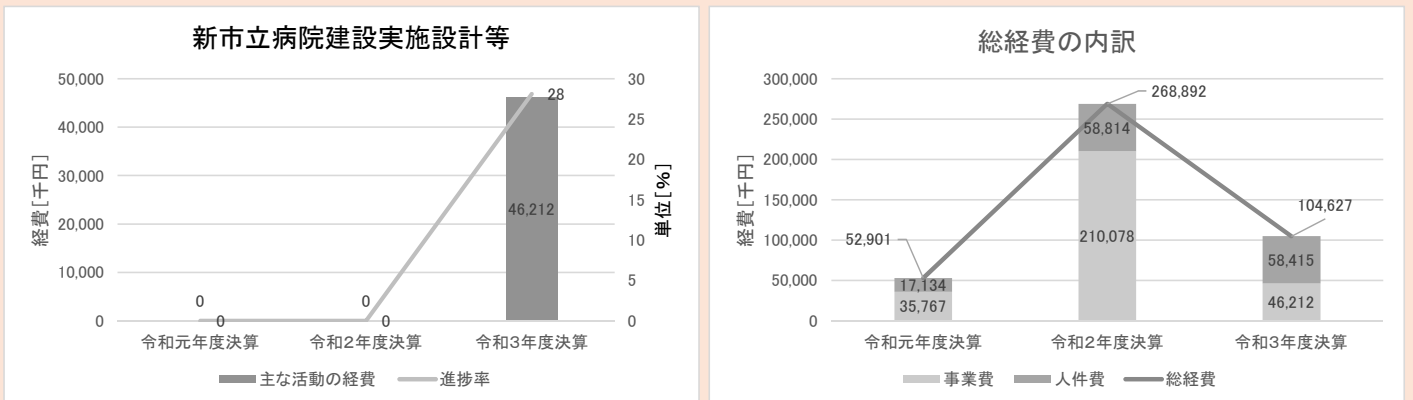 新市立病院建設実施設計等
50,000
40,000
30,000
20,000
10,000
0
経費[千円]
30
25
20
15
10
5
0
単位[%]
0
0
0
0
28
46,212
令和元年度決算
令和2年度決算
令和3年度決算
主な活動の経費
進捗率
総経費の内訳
300,000
250,000
200,000
150,000
100,000
50,000
0
経費[千円]
52,901
17,134
35,767
268,892
58,814
210,078
104,627
58,415
46,212
令和元年度決算
令和2年度決算
令和3年度決算
事業費
人件費
総経費